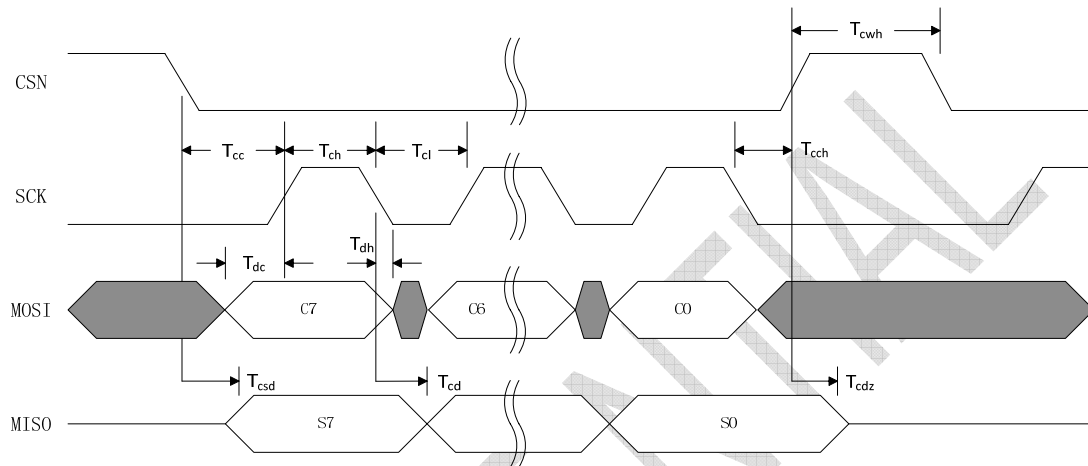 Tcwh
CSN
Tcc Tch Tcl Tcch
SCK
Tdh
Tdc
MOSI C7 C6 C0
Tcsd Tcd Tcdz
MISO S7 S0
NTIAL